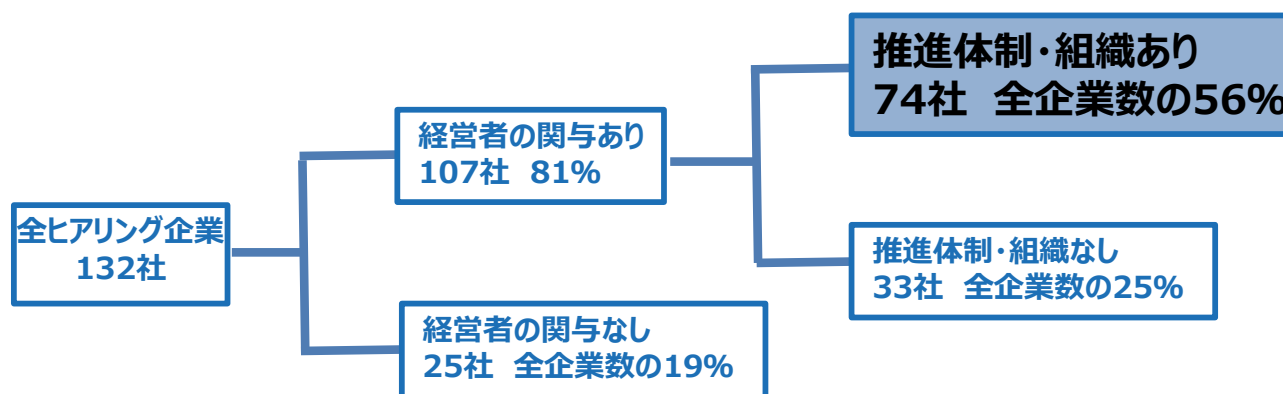 推進体制・組織あり
74社 全企業数の56%
経営者の関与あり
107社 81%
全ヒアリング企業
132社
推進体制・組織なし
33社 全企業数の25%
経営者の関与なし
25社 全企業数の19%